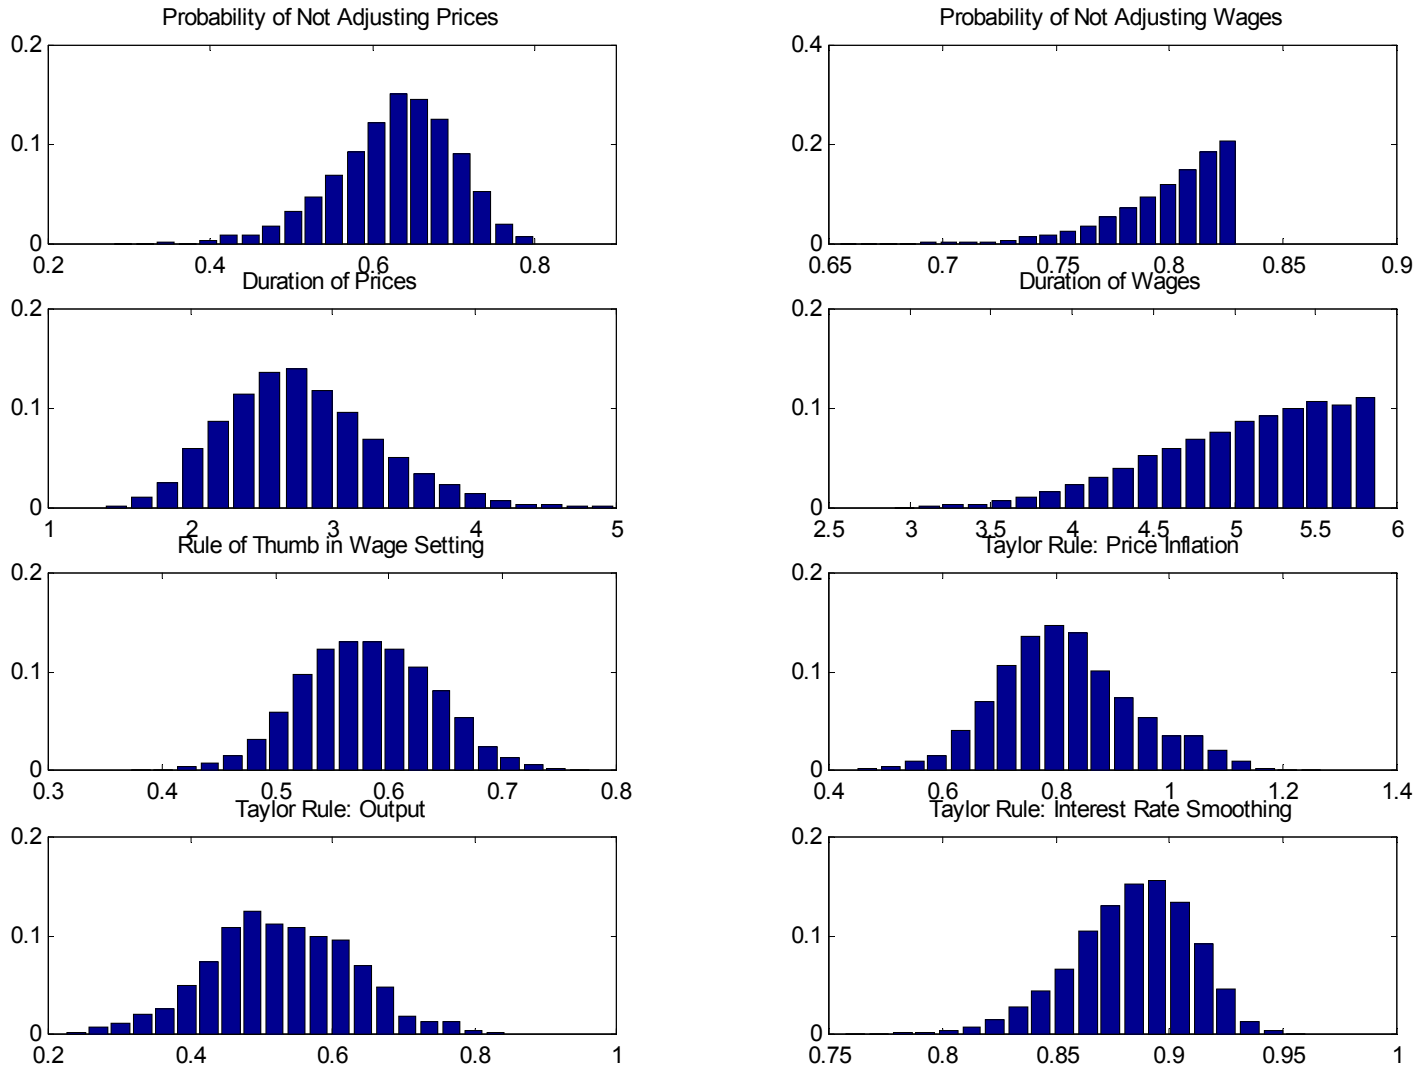 Probability of Not Adjusting Prices
0.2
0.1
0
0.2 0.4 0.6 0.8
Probability of Not Adjusting Wages
0.4
0.2
0
0.65 0.7 0.75 0.8 0.85 0.9
Duration of Prices
0.2
0.1
0
1 2 3 4 5
Duration of Wages
0.2
0.1
0
2.5 3 3.5 4 4.5 5 5.5 6
Rule of Thumb in Wage Setting
0.2
0.1
0
0.3 0.4 0.5 0.6 0.7 0.8
Taylor Rule: Price Inflation
0.2
0.1
0
0.4 0.6 0.8 1 1.2 1.4
Taylor Rule: Output
0.2
0.1
0
0.2 0.4 0.6 0.8 1
Taylor Rule: Interest Rate Smoothing
0.2
0.1
0
0.75 0.8 0.85 0.9 0.95 1